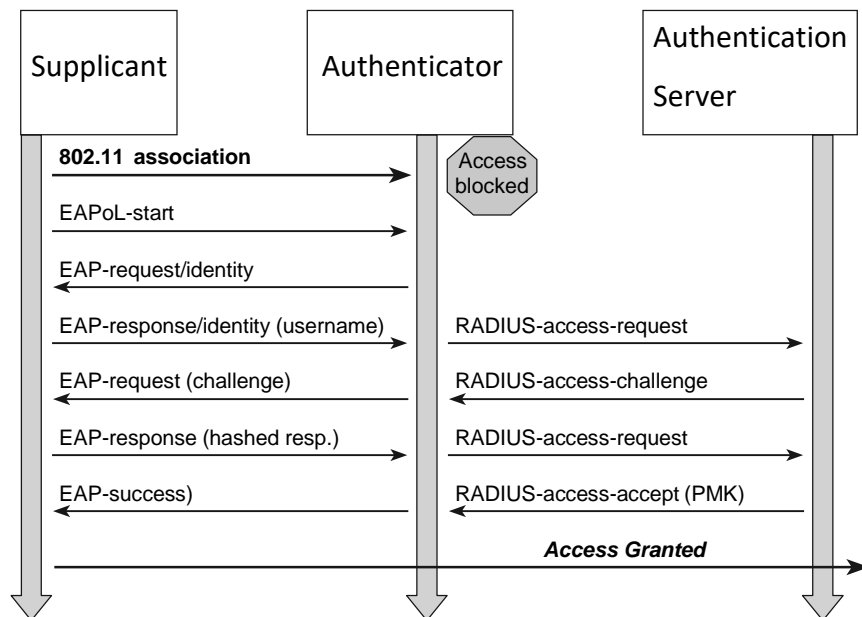 Supplicant
Authenticator
Authentication
Server
802.11 association
Access
blocked
EAPoL-start
EAP-request/identity
EAP-response/identity (username)
RADIUS-access-request
EAP-request (challenge)
RADIUS-access-challenge
EAP-response (hashed resp.)
RADIUS-access-request
EAP-success)
RADIUS-access-accept (PMK)
Access Granted